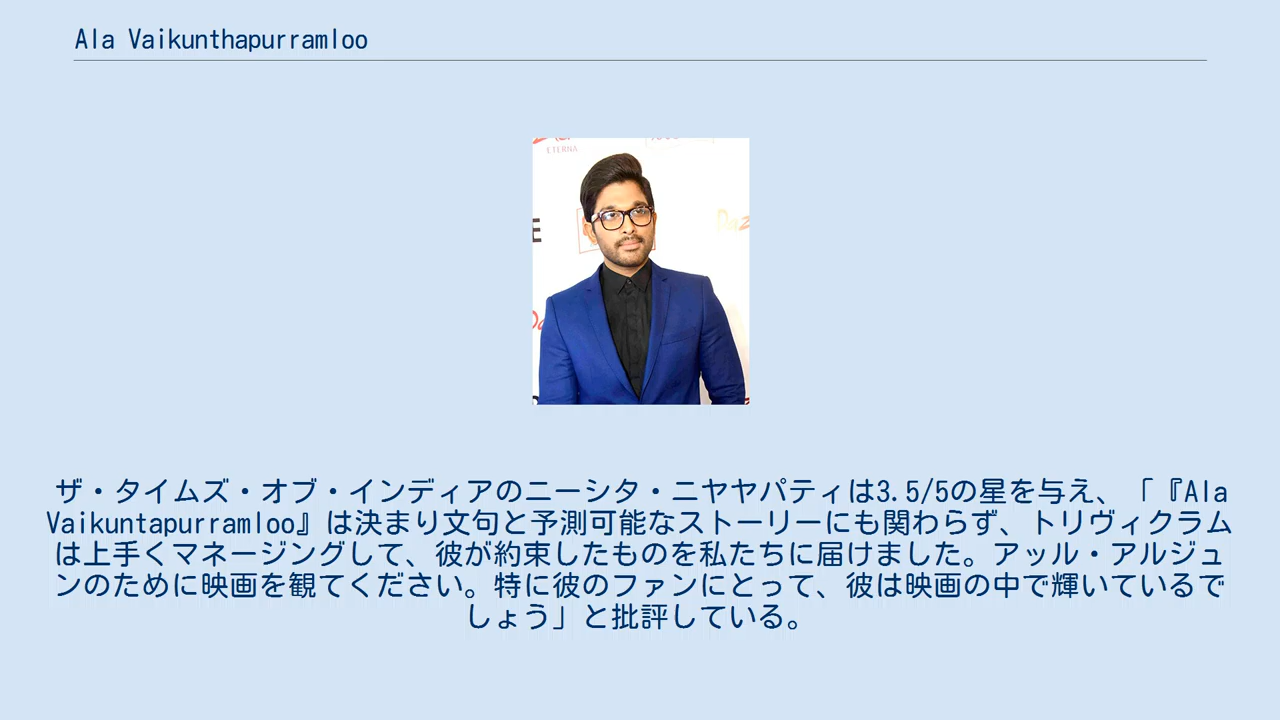 Ala Vaikunthapurramloo
ETERNA
E
ザ・タイムズ・オブ・インディアのニーシタ・ニヤヤパティは3.5/5の星を与え、「『Ala
Vaikuntapurramloo』は決まり文句と予測可能なストーリーにも関わらず、トリヴィクラム
は上手くマネージングして、彼が約束したものを私たちに届けました。アッル・アルジュ
ンのために映画を観てください。特に彼のファンにとって、彼は映画の中で輝いているで
しょう」と批評している。